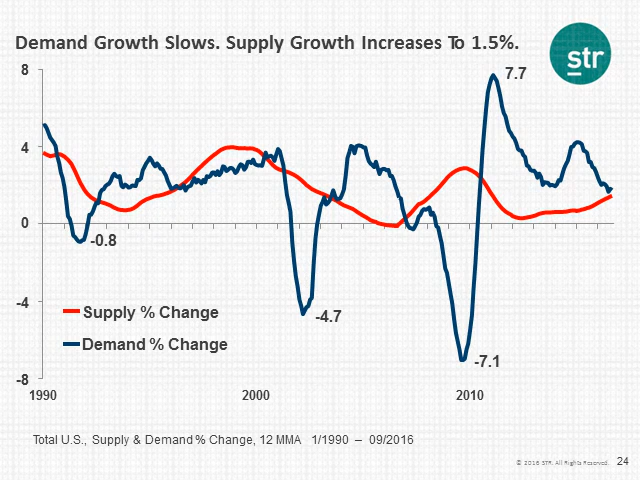 Demand Growth Slows. Supply Growth Increases To 1.5%.
str
8
7.7
4
0
-0.8
-4
Supply % Change
-4.7
Demand % Change
-7.1
-8
1990 2000 2010
Total U.S., Supply & Demand % Change, 12 MMA 1/1990 – 09/2016
© 2016 STR. All Rights Reserved. 24